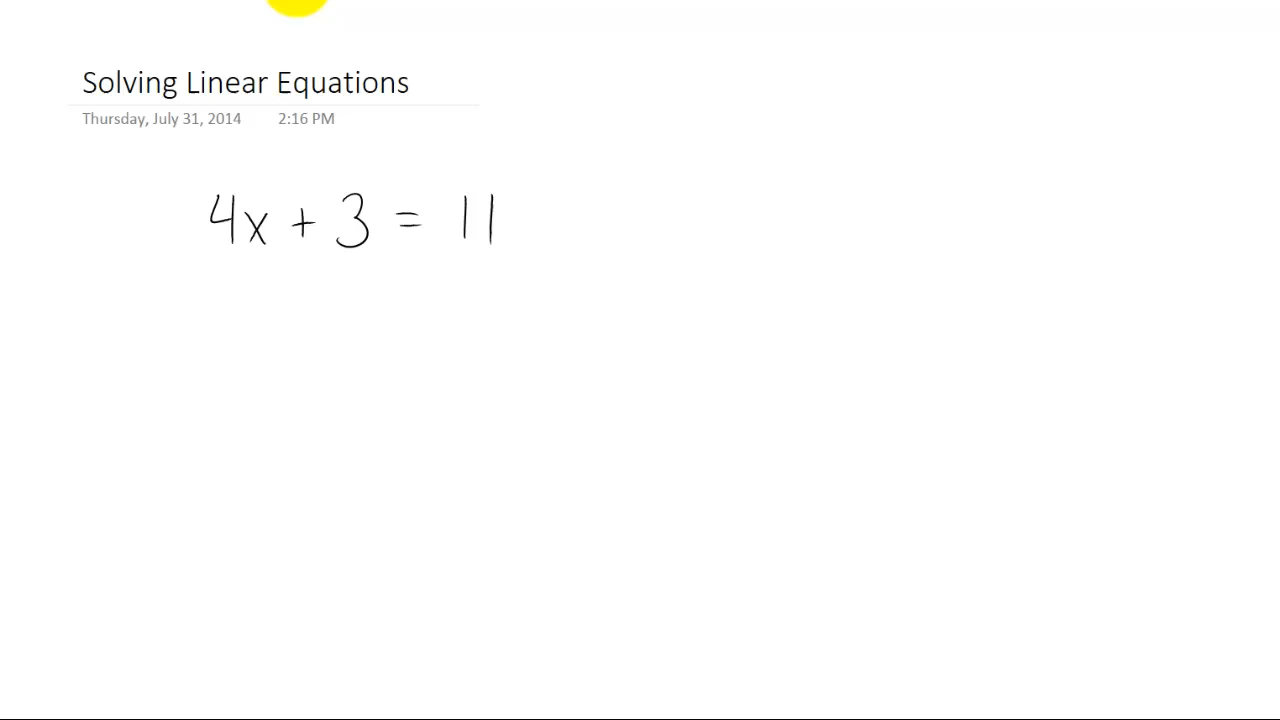 Solving Linear Equations
Thursday, July 31, 2014 2:16 PM
4x + 3 = 11